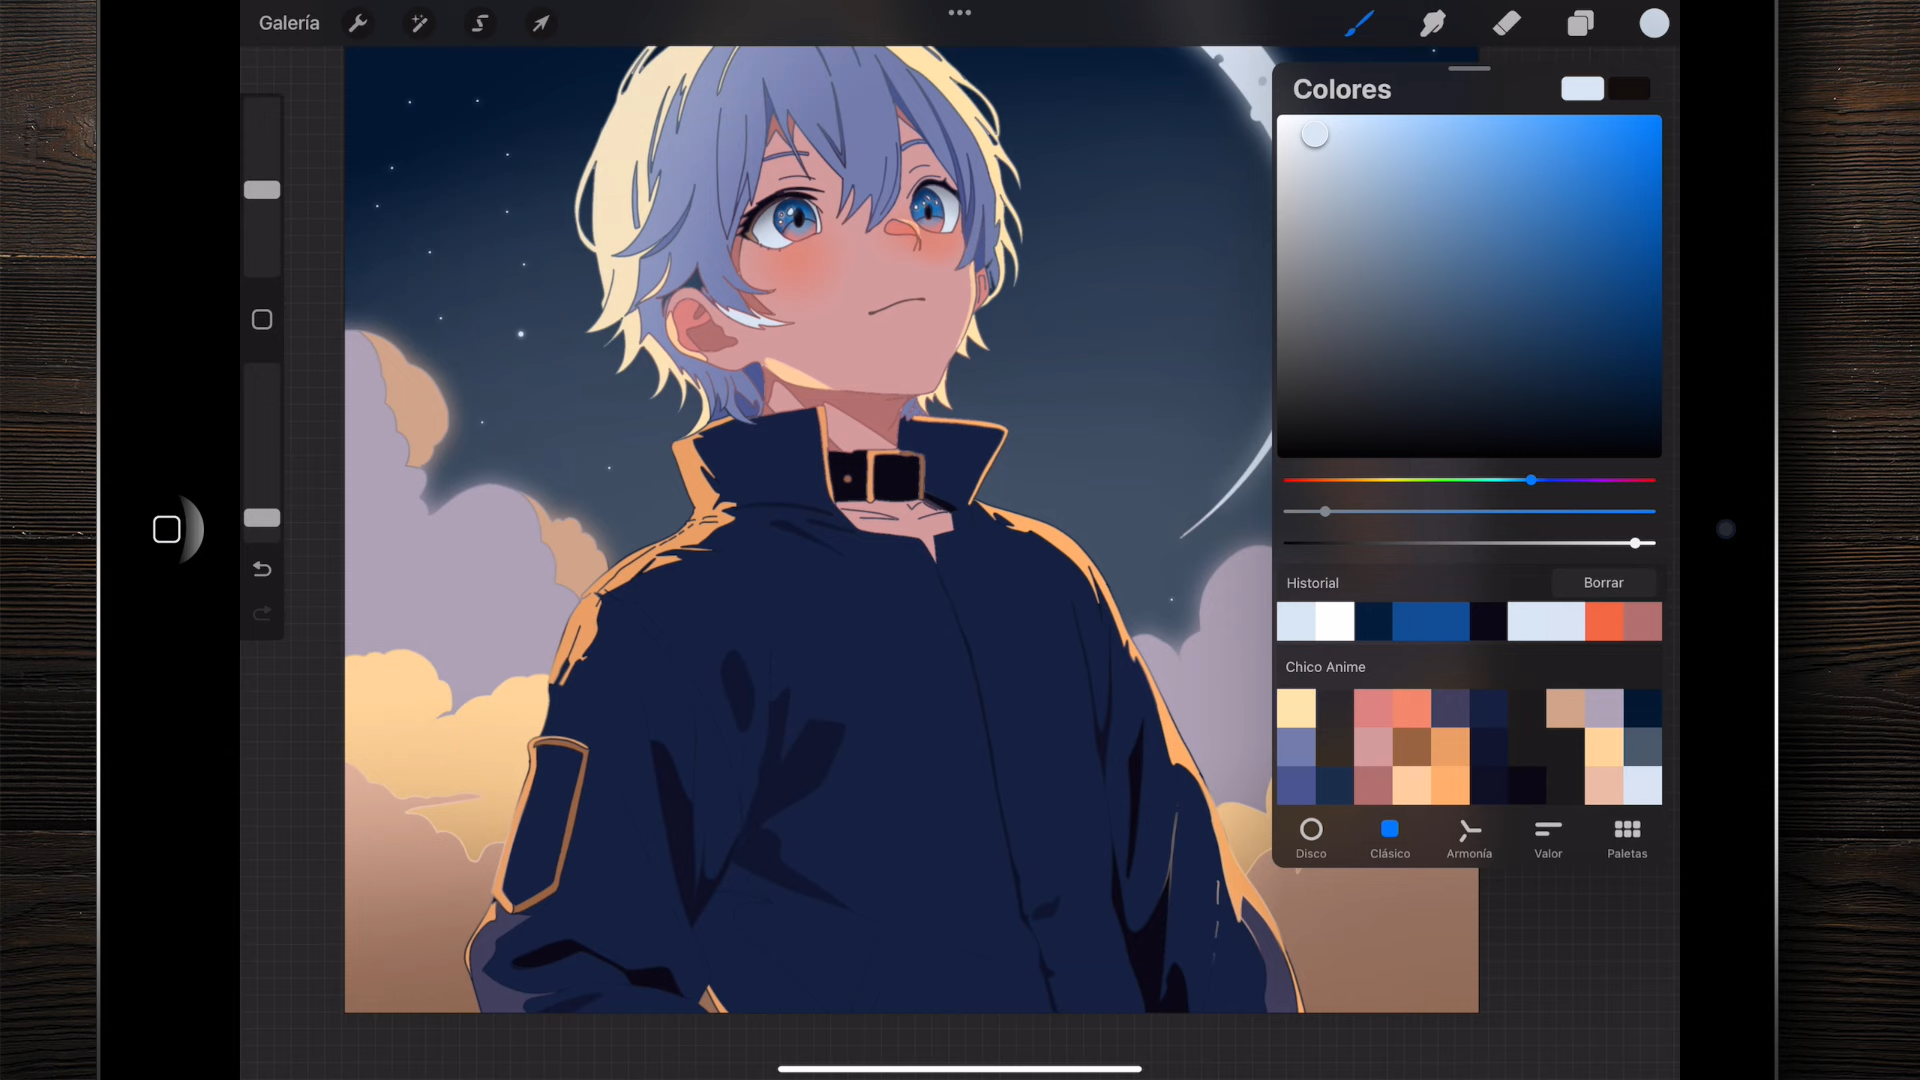 Galería
Colores
Historial
Borrar
Chico Anime
Disco
Clásico
Armonía
Valor
Paletas